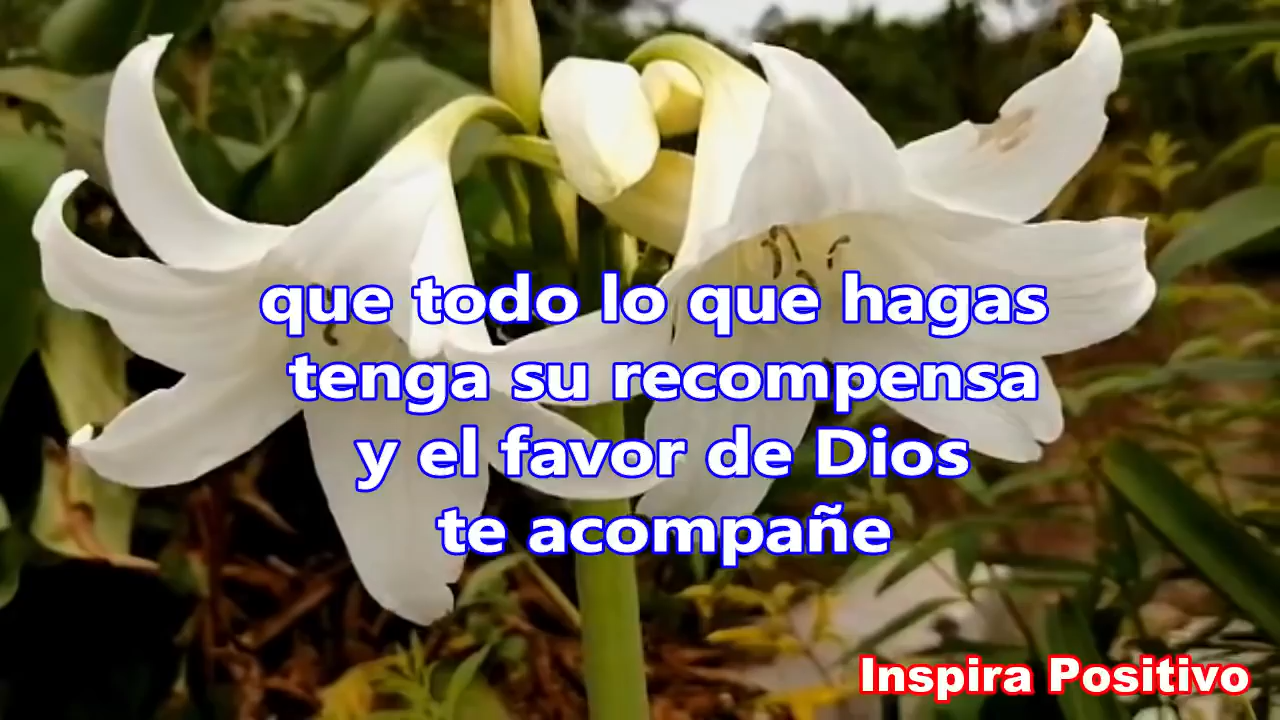 que todo lo que hagas
tenga su recompensa
y el favor de Dios
te acompañe
Inspira Positivo